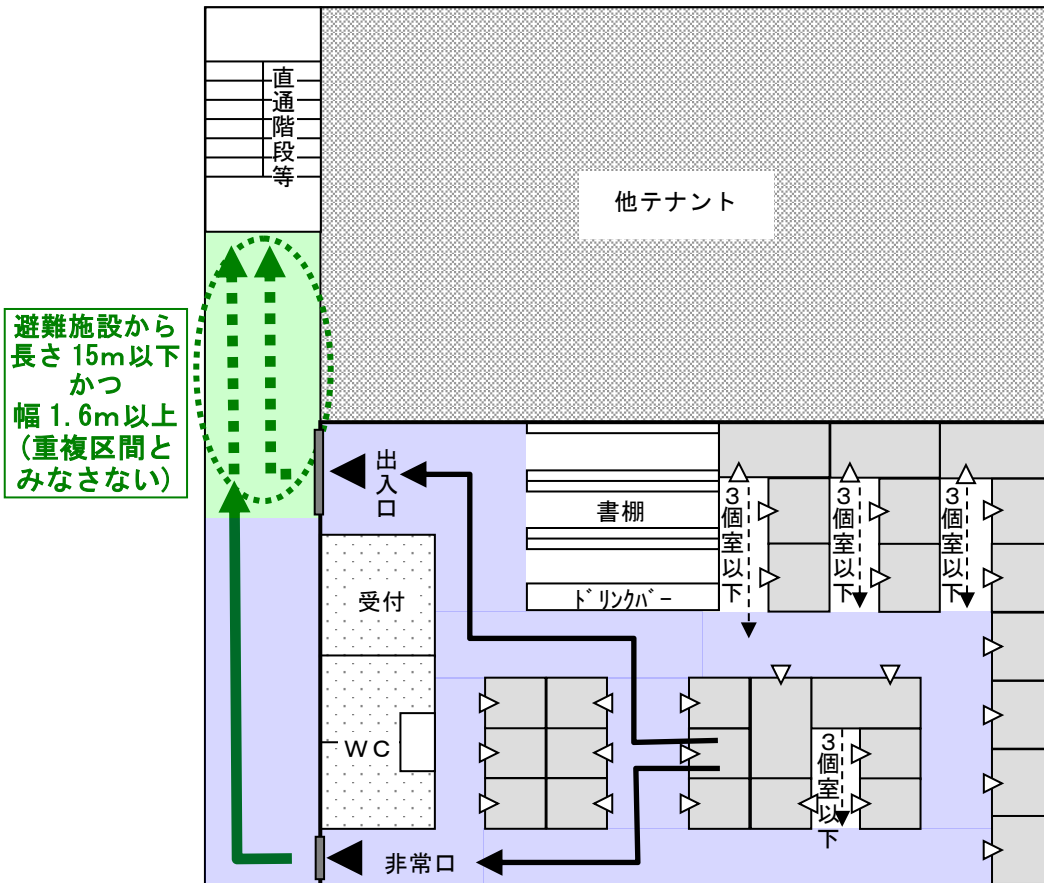 直通階段等
他テナント
避難施設から
長さ15m以下
かつ
幅1.6m以上
(重複区間と
みなさない)
出入口
書棚
3個室以下
3個室以下
3個室以下
受付
ﾄﾞﾘﾝｸﾊﾞｰ
WC
3個室以下
非常口